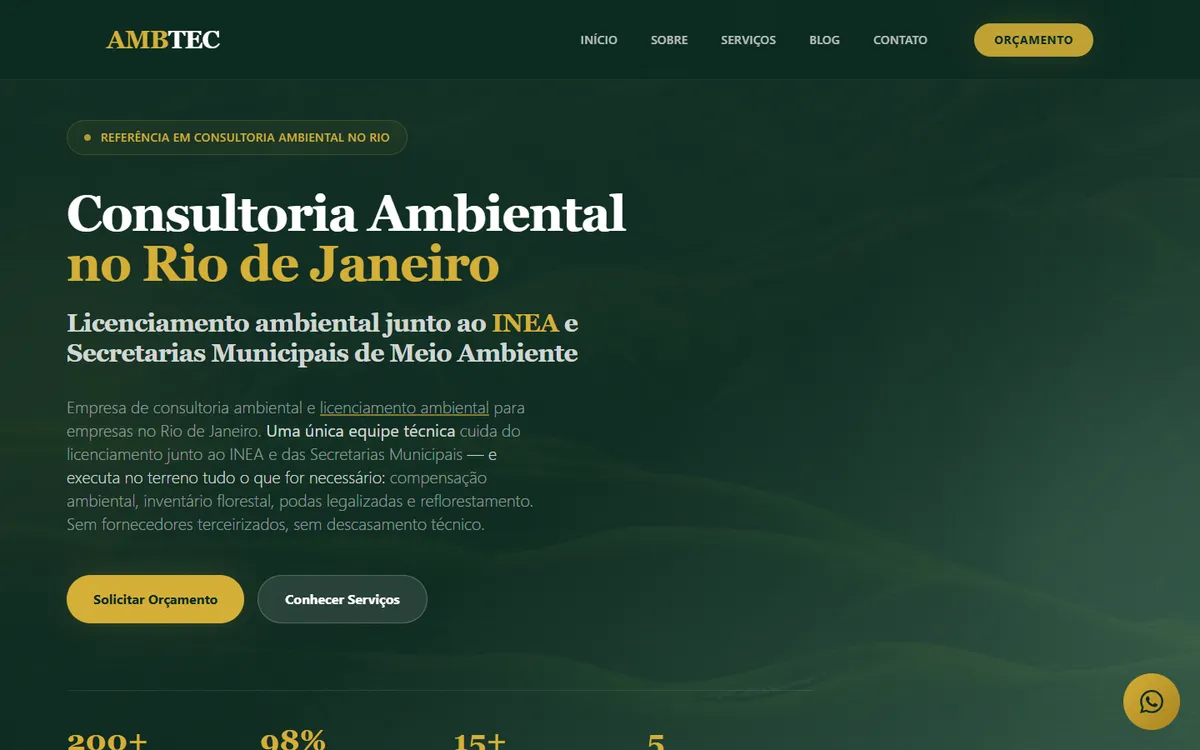 AMBTEC
INÍCIO
SOBRE
SERVIÇOS
BLOG
CONTATO
ORÇAMENTO
REFERÊNCIA EM CONSULTORIA AMBIENTAL NO RIO
Consultoria Ambiental
no Rio de Janeiro
Licenciamento ambiental junto ao INEA e
Secretarias Municipais de Meio Ambiente
Empresa de consultoria ambiental e licenciamento ambiental para
empresas no Rio de Janeiro. Uma única equipe técnica cuida do
licenciamento junto ao INEA e das Secretarias Municipais — e
executa no terreno tudo o que for necessário: compensação
ambiental, inventário florestal, podas legalizadas e reflorestamento.
Sem fornecedores terceirizados, sem descasamento técnico.
Solicitar Orçamento
Conhecer Serviços
200+
98%
15+
5